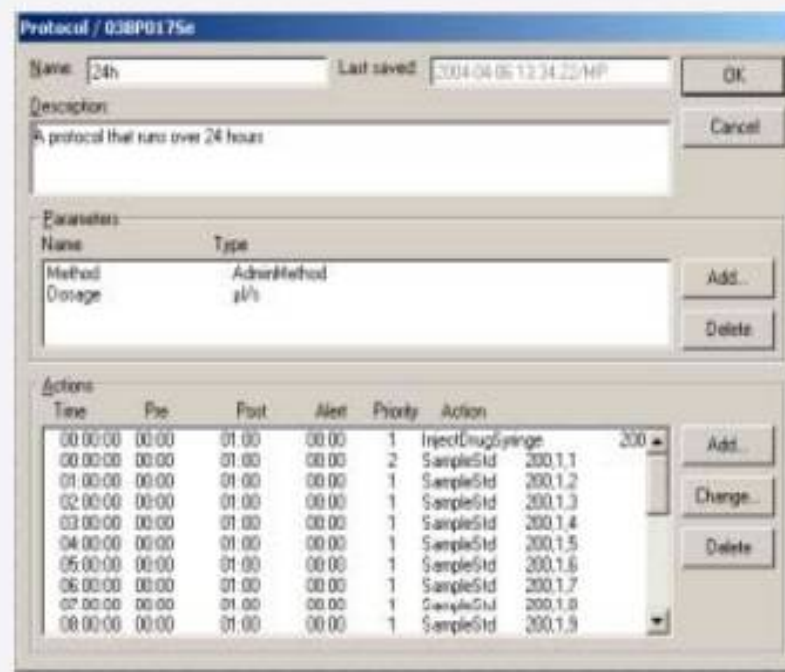 Protocol / 038P017Se
Name: 24h Last saved: 2004-04-06 13:34:22/MP OK
Description: Cancel
A protocol that runs over 24 hours
Parameters
Name Type
Method AdminMethod Add...
Dosage µl/s
Delete
Actions
Time Pre Post Alert Priority Action
00:00:00 00:00 01:00 00:00 1 InjectDrugSyringe 200 Add...
00:00:00 00:00 01:00 00:00 2 SampleStd 200,1,1
01:00:00 00:00 01:00 00:00 1 SampleStd 200,1,2
02:00:00 00:00 01:00 00:00 1 SampleStd 200,1,3 Change...
03:00:00 00:00 01:00 00:00 1 SampleStd 200,1,4
04:00:00 00:00 01:00 00:00 1 SampleStd 200,1,5 Delete
05:00:00 00:00 01:00 00:00 1 SampleStd 200,1,6
06:00:00 00:00 01:00 00:00 1 SampleStd 200,1,7
07:00:00 00:00 01:00 00:00 1 SampleStd 200,1,8
08:00:00 00:00 01:00 00:00 1 SampleStd 200,1,9